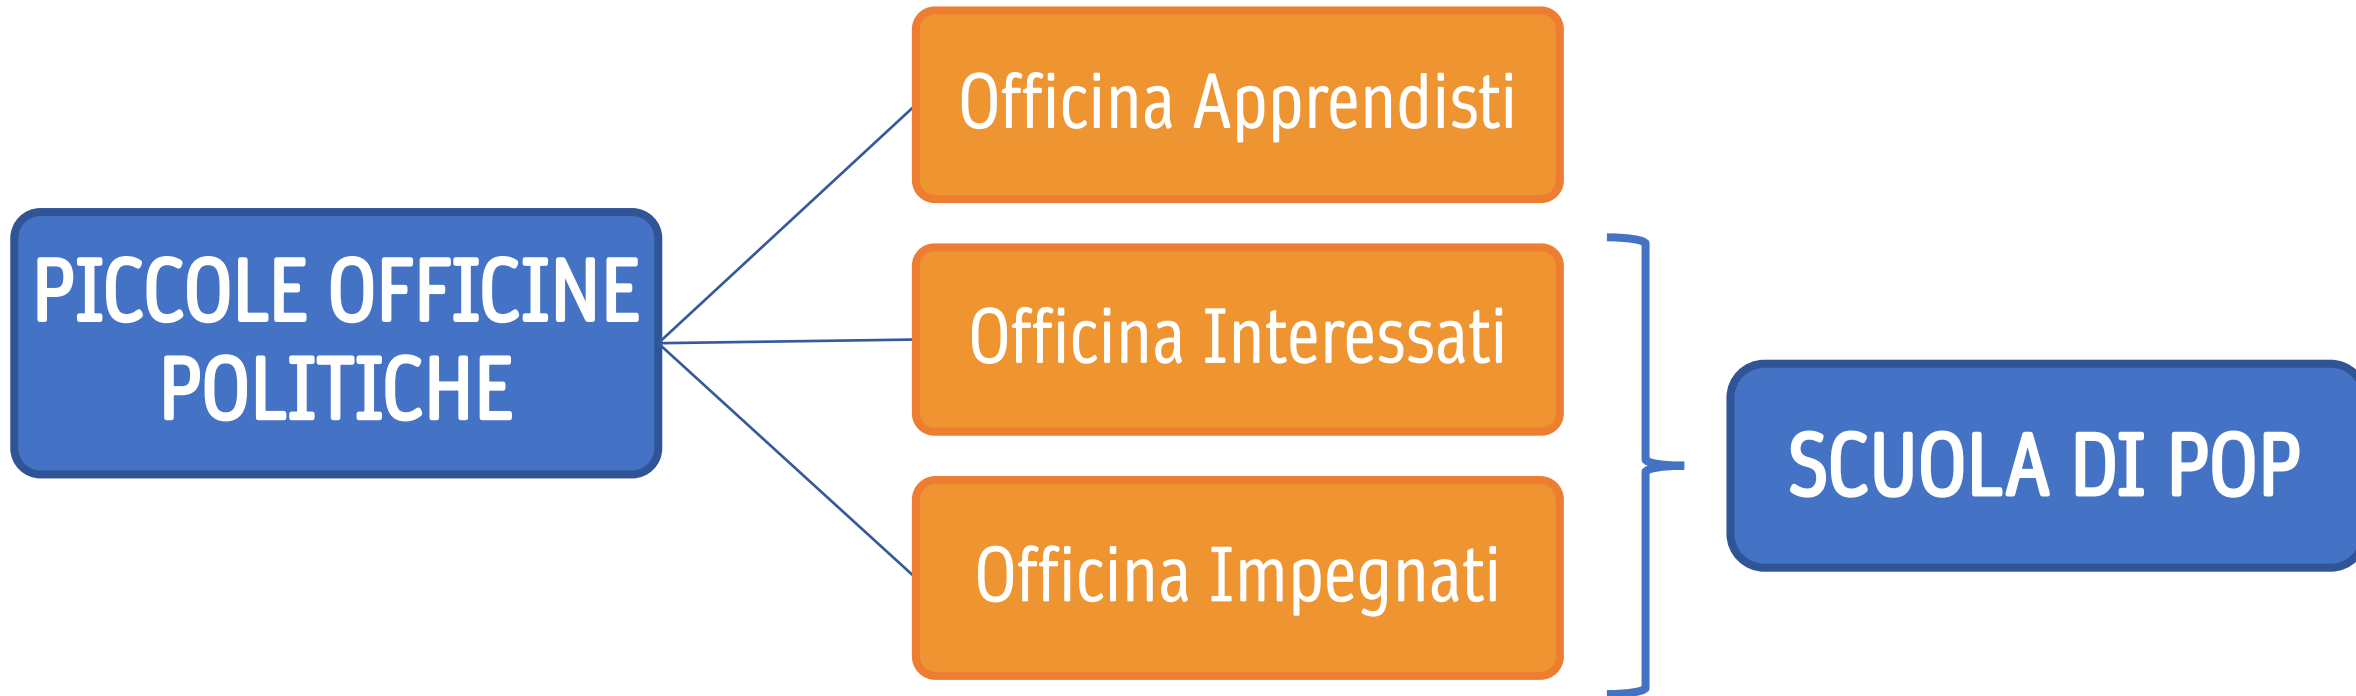 PICCOLE OFFICINE
POLITICHE
Officina Apprendisti
Officina Interessati
Officina Impegnati
SCUOLA DI POP